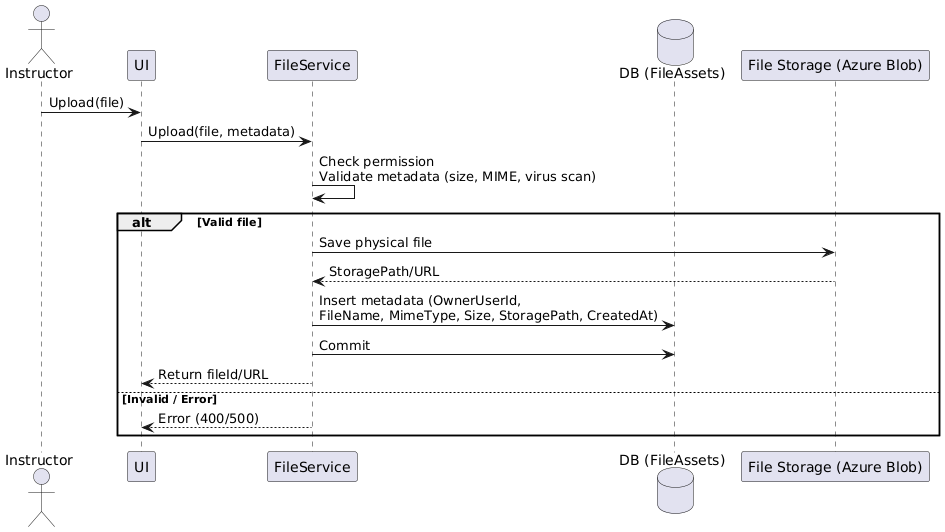 Instructor
UI
FileService
DB (FileAssets)
File Storage (Azure Blob)
Upload(file)
Upload(file, metadata)
Check permission
Validate metadata (size, MIME, virus scan)
alt
[Valid file]
Save physical file
StoragePath/URL
Insert metadata (OwnerUserId,
FileName, MimeType, Size, StoragePath, CreatedAt)
Commit
Return fileId/URL
[Invalid / Error]
Error (400/500)
Instructor
UI
FileService
DB (FileAssets)
File Storage (Azure Blob)